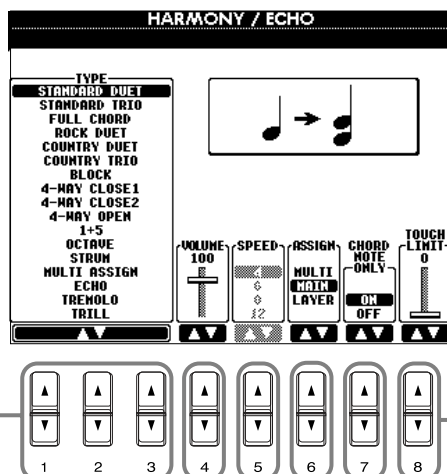 HARMONY / ECHO
TYPE
STANDARD DUET
STANDARD TRIO
FULL CHORD
ROCK DUET
COUNTRY DUET
COUNTRY TRIO
BLOCK
4-WAY CLOSE1
4-WAY CLOSE2
4-WAY OPEN
1+5
OCTAVE
STRUM
MULTI ASSIGN
ECHO
TREMOLO
TRILL
VOLUME
100
SPEED
4
6
8
12
ASSIGN
MULTI
MAIN
LAYER
CHORD
NOTE
ONLY
ON
OFF
TOUCH
LIMIT
0
1 2 3 4 5 6 7 8